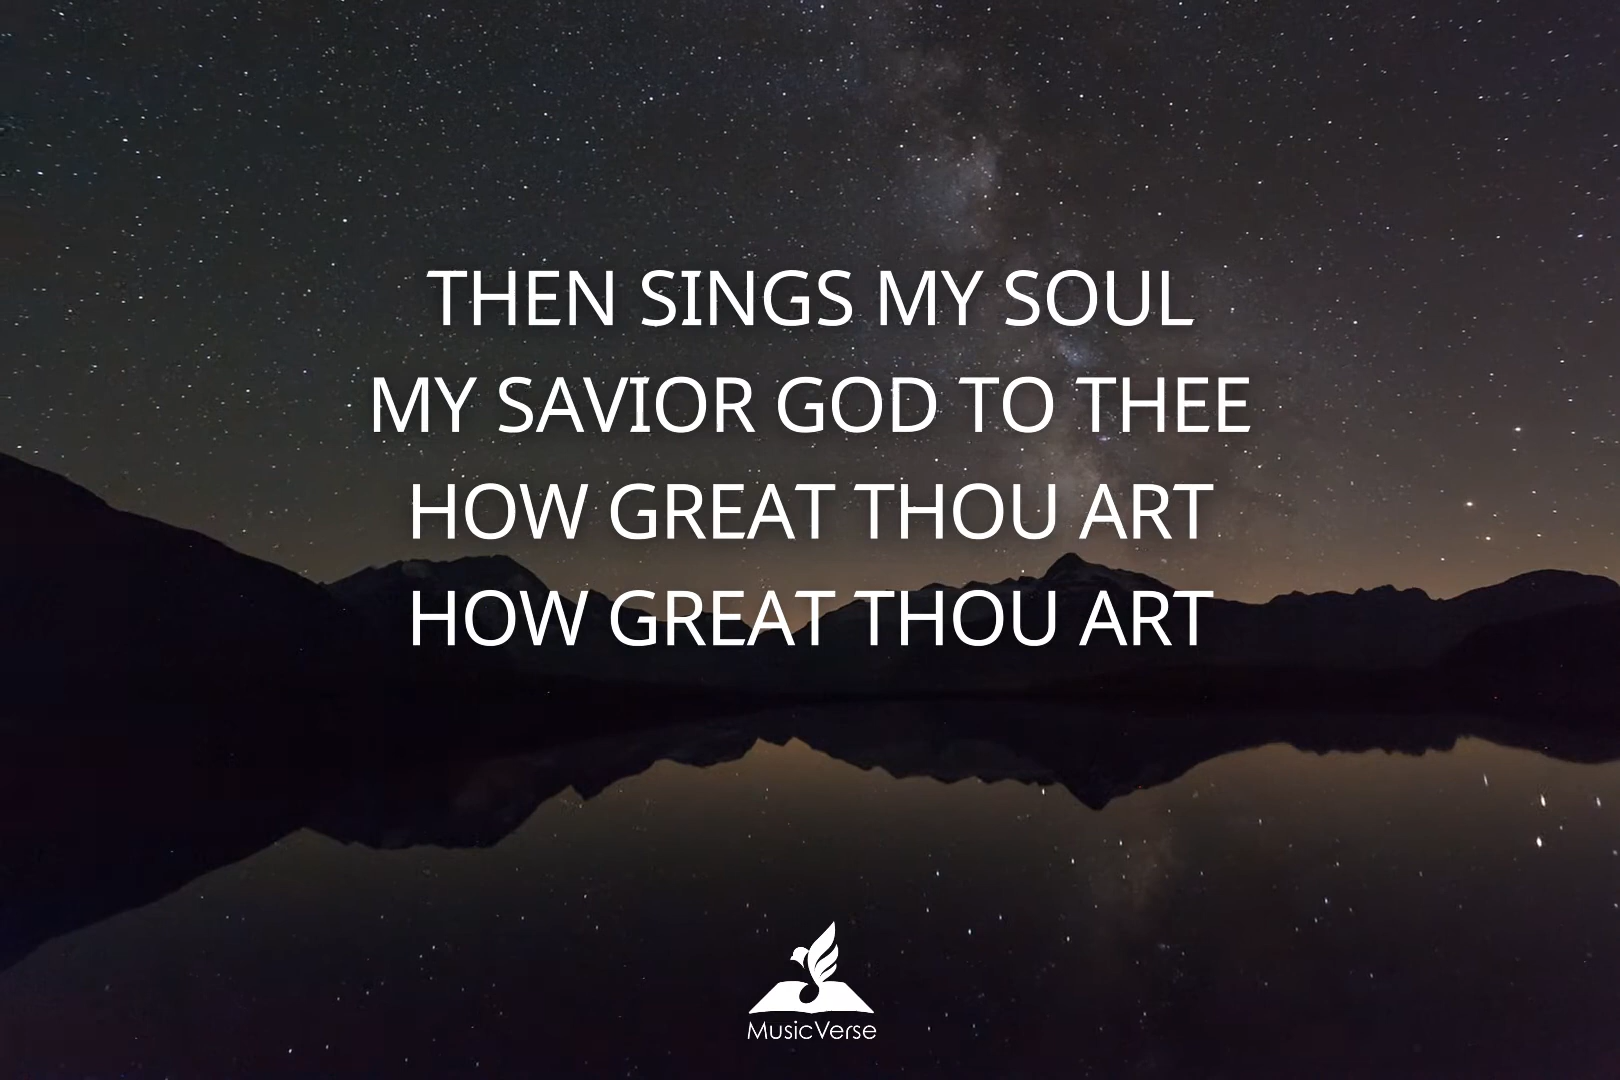 THEN SINGS MY SOUL
MY SAVIOR GOD TO THEE
HOW GREAT THOU ART
HOW GREAT THOU ART
MusicVerse